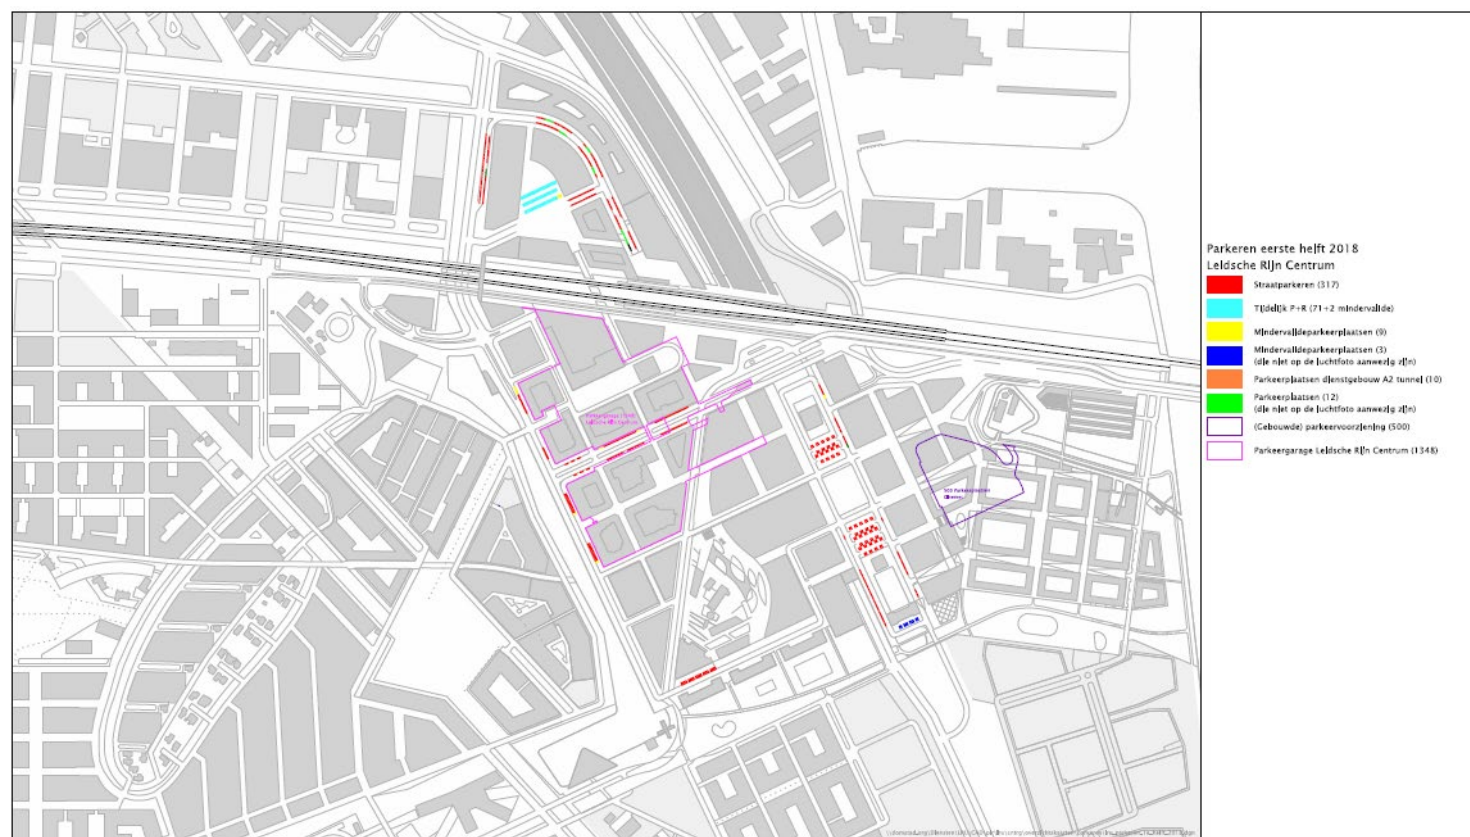 Parkeren eerste helft 2018
Leidsche Rijn Centrum
Straatparkeren (317)
Tijdelijk P+R (71+2 mindervalide)
Mindervalideparkeerplaatsen (9)
Mindervalideparkeerplaatsen (3)
(die niet op de luchtfoto aanwezig zijn)
Parkeerplaatsen dienstgebouw A2 tunnel (10)
Parkeerplaatsen (12)
(die niet op de luchtfoto aanwezig zijn)
(Gebouwde) parkeervoorziening (500)
Parkeergarage Leidsche Rijn Centrum (1348)